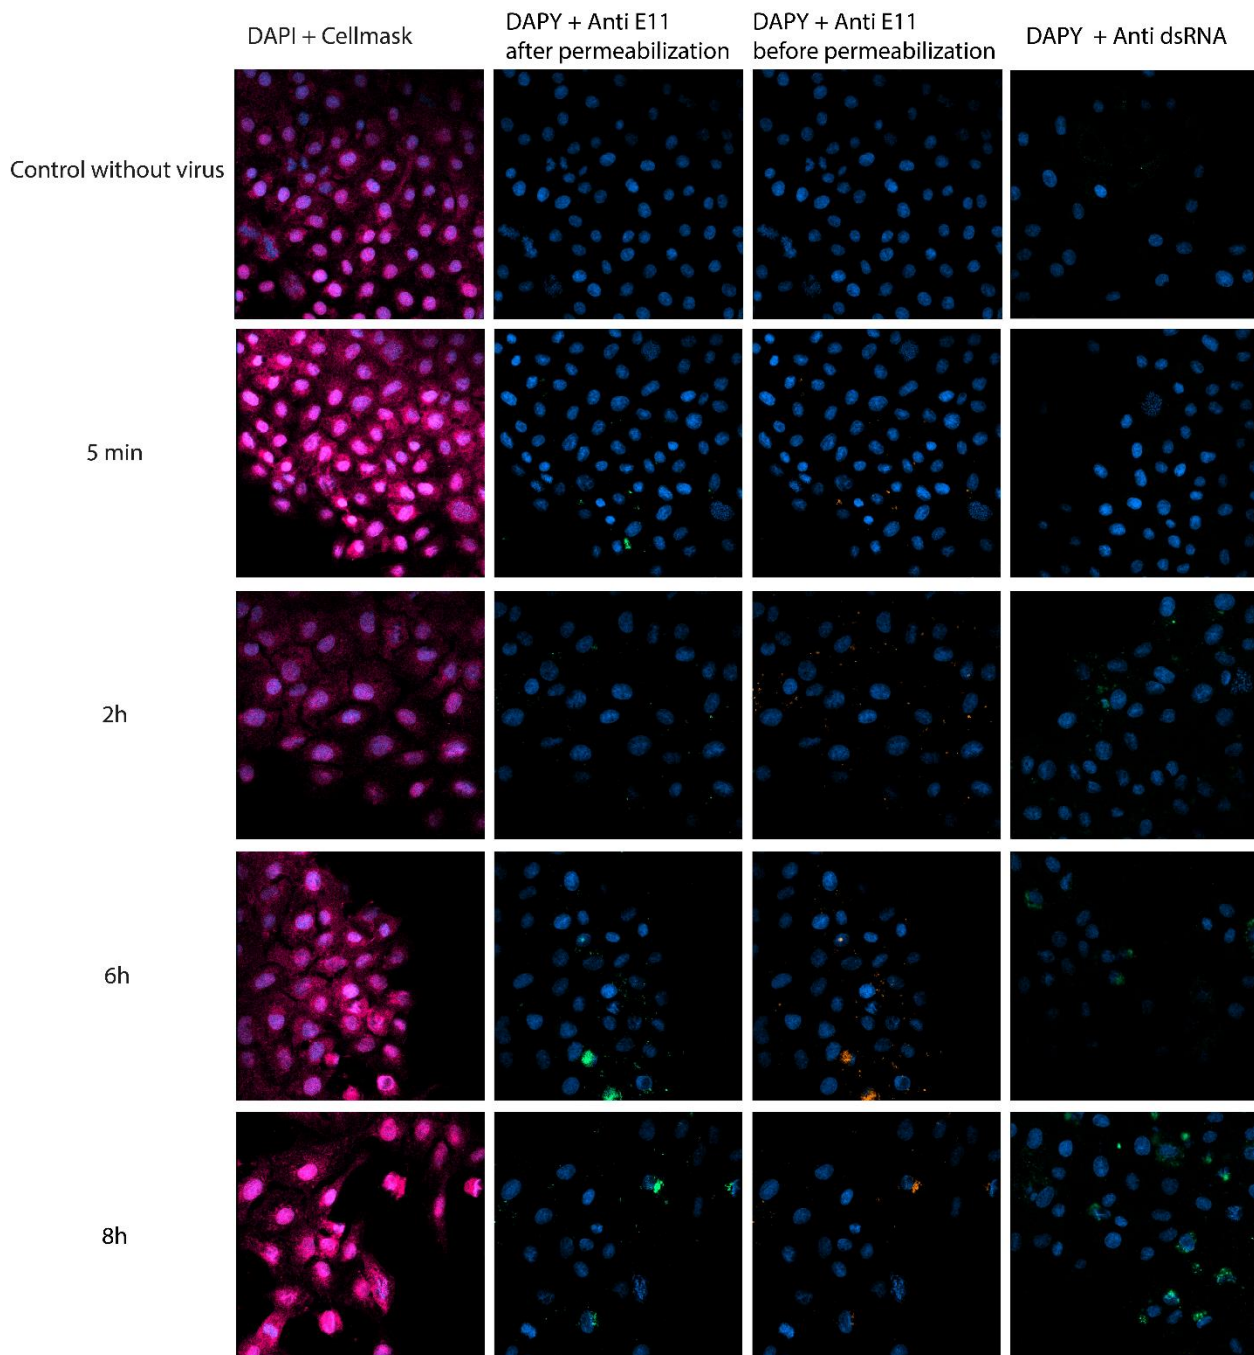 DAPI + Cellmask
DAPY + Anti E11
after permeabilization
DAPY + Anti E11
before permeabilization
DAPY + Anti dsRNA
Control without virus
5 min
2h
6h
8h